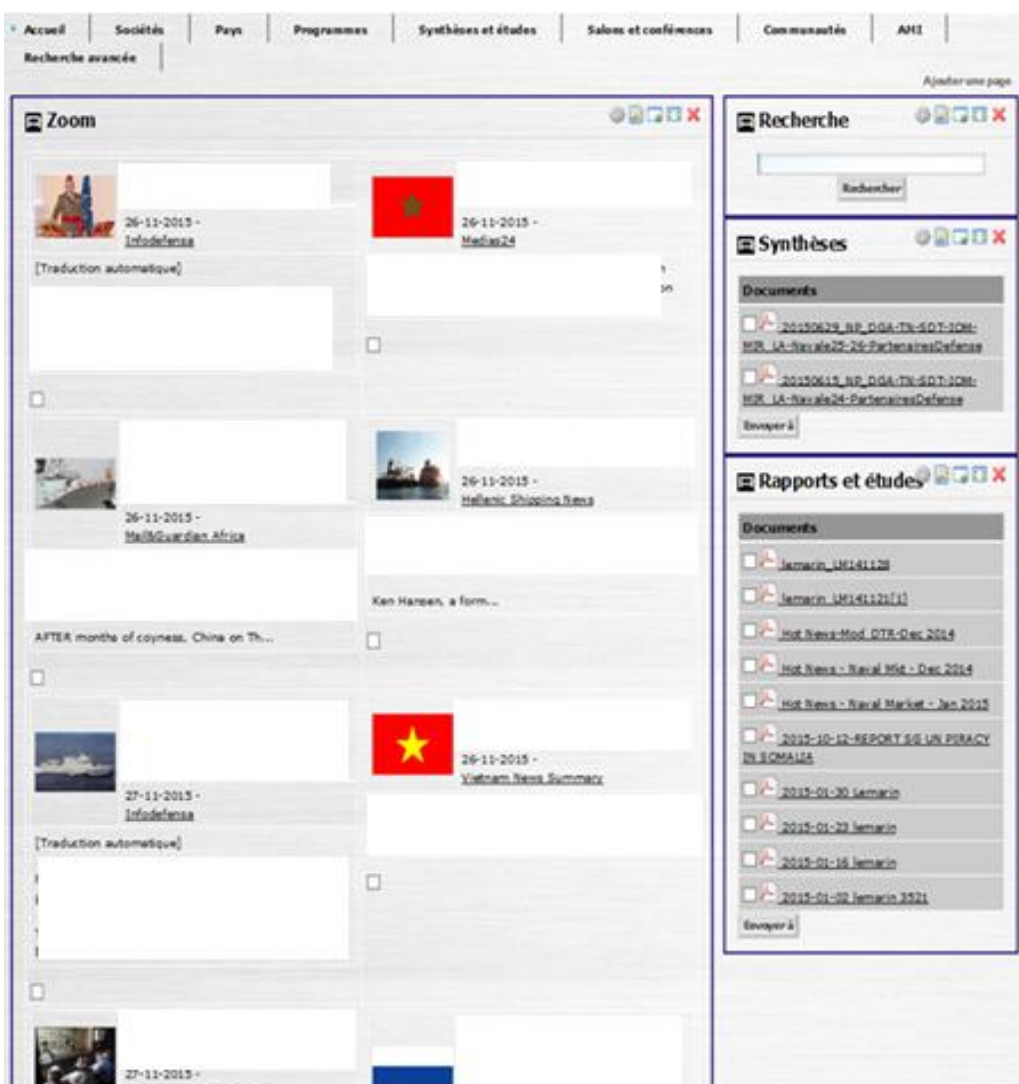 Accueil Sociétés Pays Programmes Synthèses et études Salons et conférences Communautés AMI
Recherche avancée
Ajouter une page
Zoom
26-11-2015 -
Infodefensa
[Traduction automatique]
26-11-2015 -
Medias24
on
26-11-2015 -
Mail&Guardian Africa
AFTER months of coyness, China on Th...
26-11-2015 -
Hellenic Shipping News
Ken Hansen, a form...
27-11-2015 -
Infodefensa
[Traduction automatique]
26-11-2015 -
Vietnam News Summary
27-11-2015 -
Recherche
Rechercher
Synthèses
Documents
20150629_NP_DGA-TN-SDT-IOM-
MIR_LA-Navale25-26-PartenairesDefense
20150615_NP_DGA-TN-SDT-IOM-
MIR_LA-Navale24-PartenairesDefense
Envoyer à
Rapports et études
Documents
lemarin_LM141128
lemarin_LM141121[1]
Hot News-Mod_DTR-Dec 2014
Hot News - Naval Mkt - Dec 2014
Hot News - Naval Market - Jan 2015
2015-10-12-REPORT SG UN PIRACY
IN SOMALIA
2015-01-30 Lemarin
2015-01-23 lemarin
2015-01-16 lemarin
2015-01-02 lemarin 3521
Envoyer à